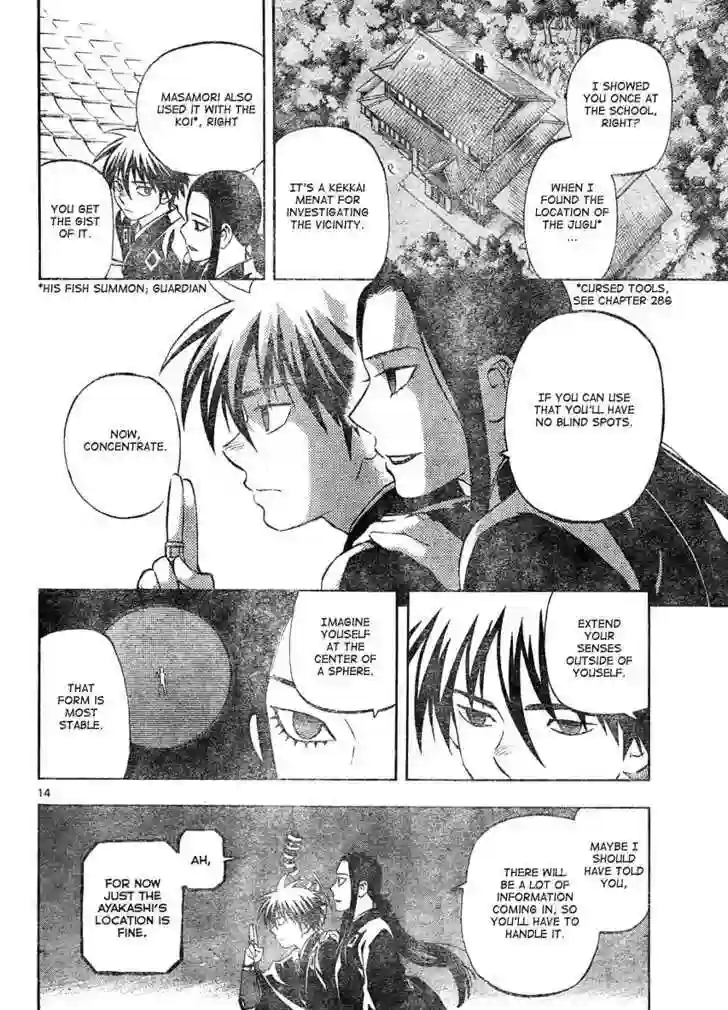 I SHOWED
YOU ONCE AT
THE SCHOOL,
RIGHT?
WHEN I
FOUND THE
LOCATION OF
THE JUGU*
...
IT'S A KEKKAI
MENAT FOR
INVESTIGATING
THE VICINITY.
*CURSED TOOLS,
SEE CHAPTER 286
MASAMORI ALSO
USED IT WITH THE
KOI*, RIGHT
YOU GET
THE GIST
OF IT.
*HIS FISH SUMMON; GUARDIAN
IF YOU CAN USE
THAT YOU'LL HAVE
NO BLIND SPOTS.
NOW,
CONCENTRATE.
EXTEND
YOUR
SENSES
OUTSIDE OF
YOUSELF.
IMAGINE
YOUSELF
AT THE
CENTER OF
A SPHERE.
THAT
FORM IS
MOST
STABLE.
14
MAYBE I
SHOULD
HAVE TOLD
YOU,
THERE WILL
BE A LOT OF
INFORMATION
COMING IN, SO
YOU'LL HAVE TO
HANDLE IT.
AH,
FOR NOW
JUST THE
AYAKASHI'S
LOCATION IS
FINE.